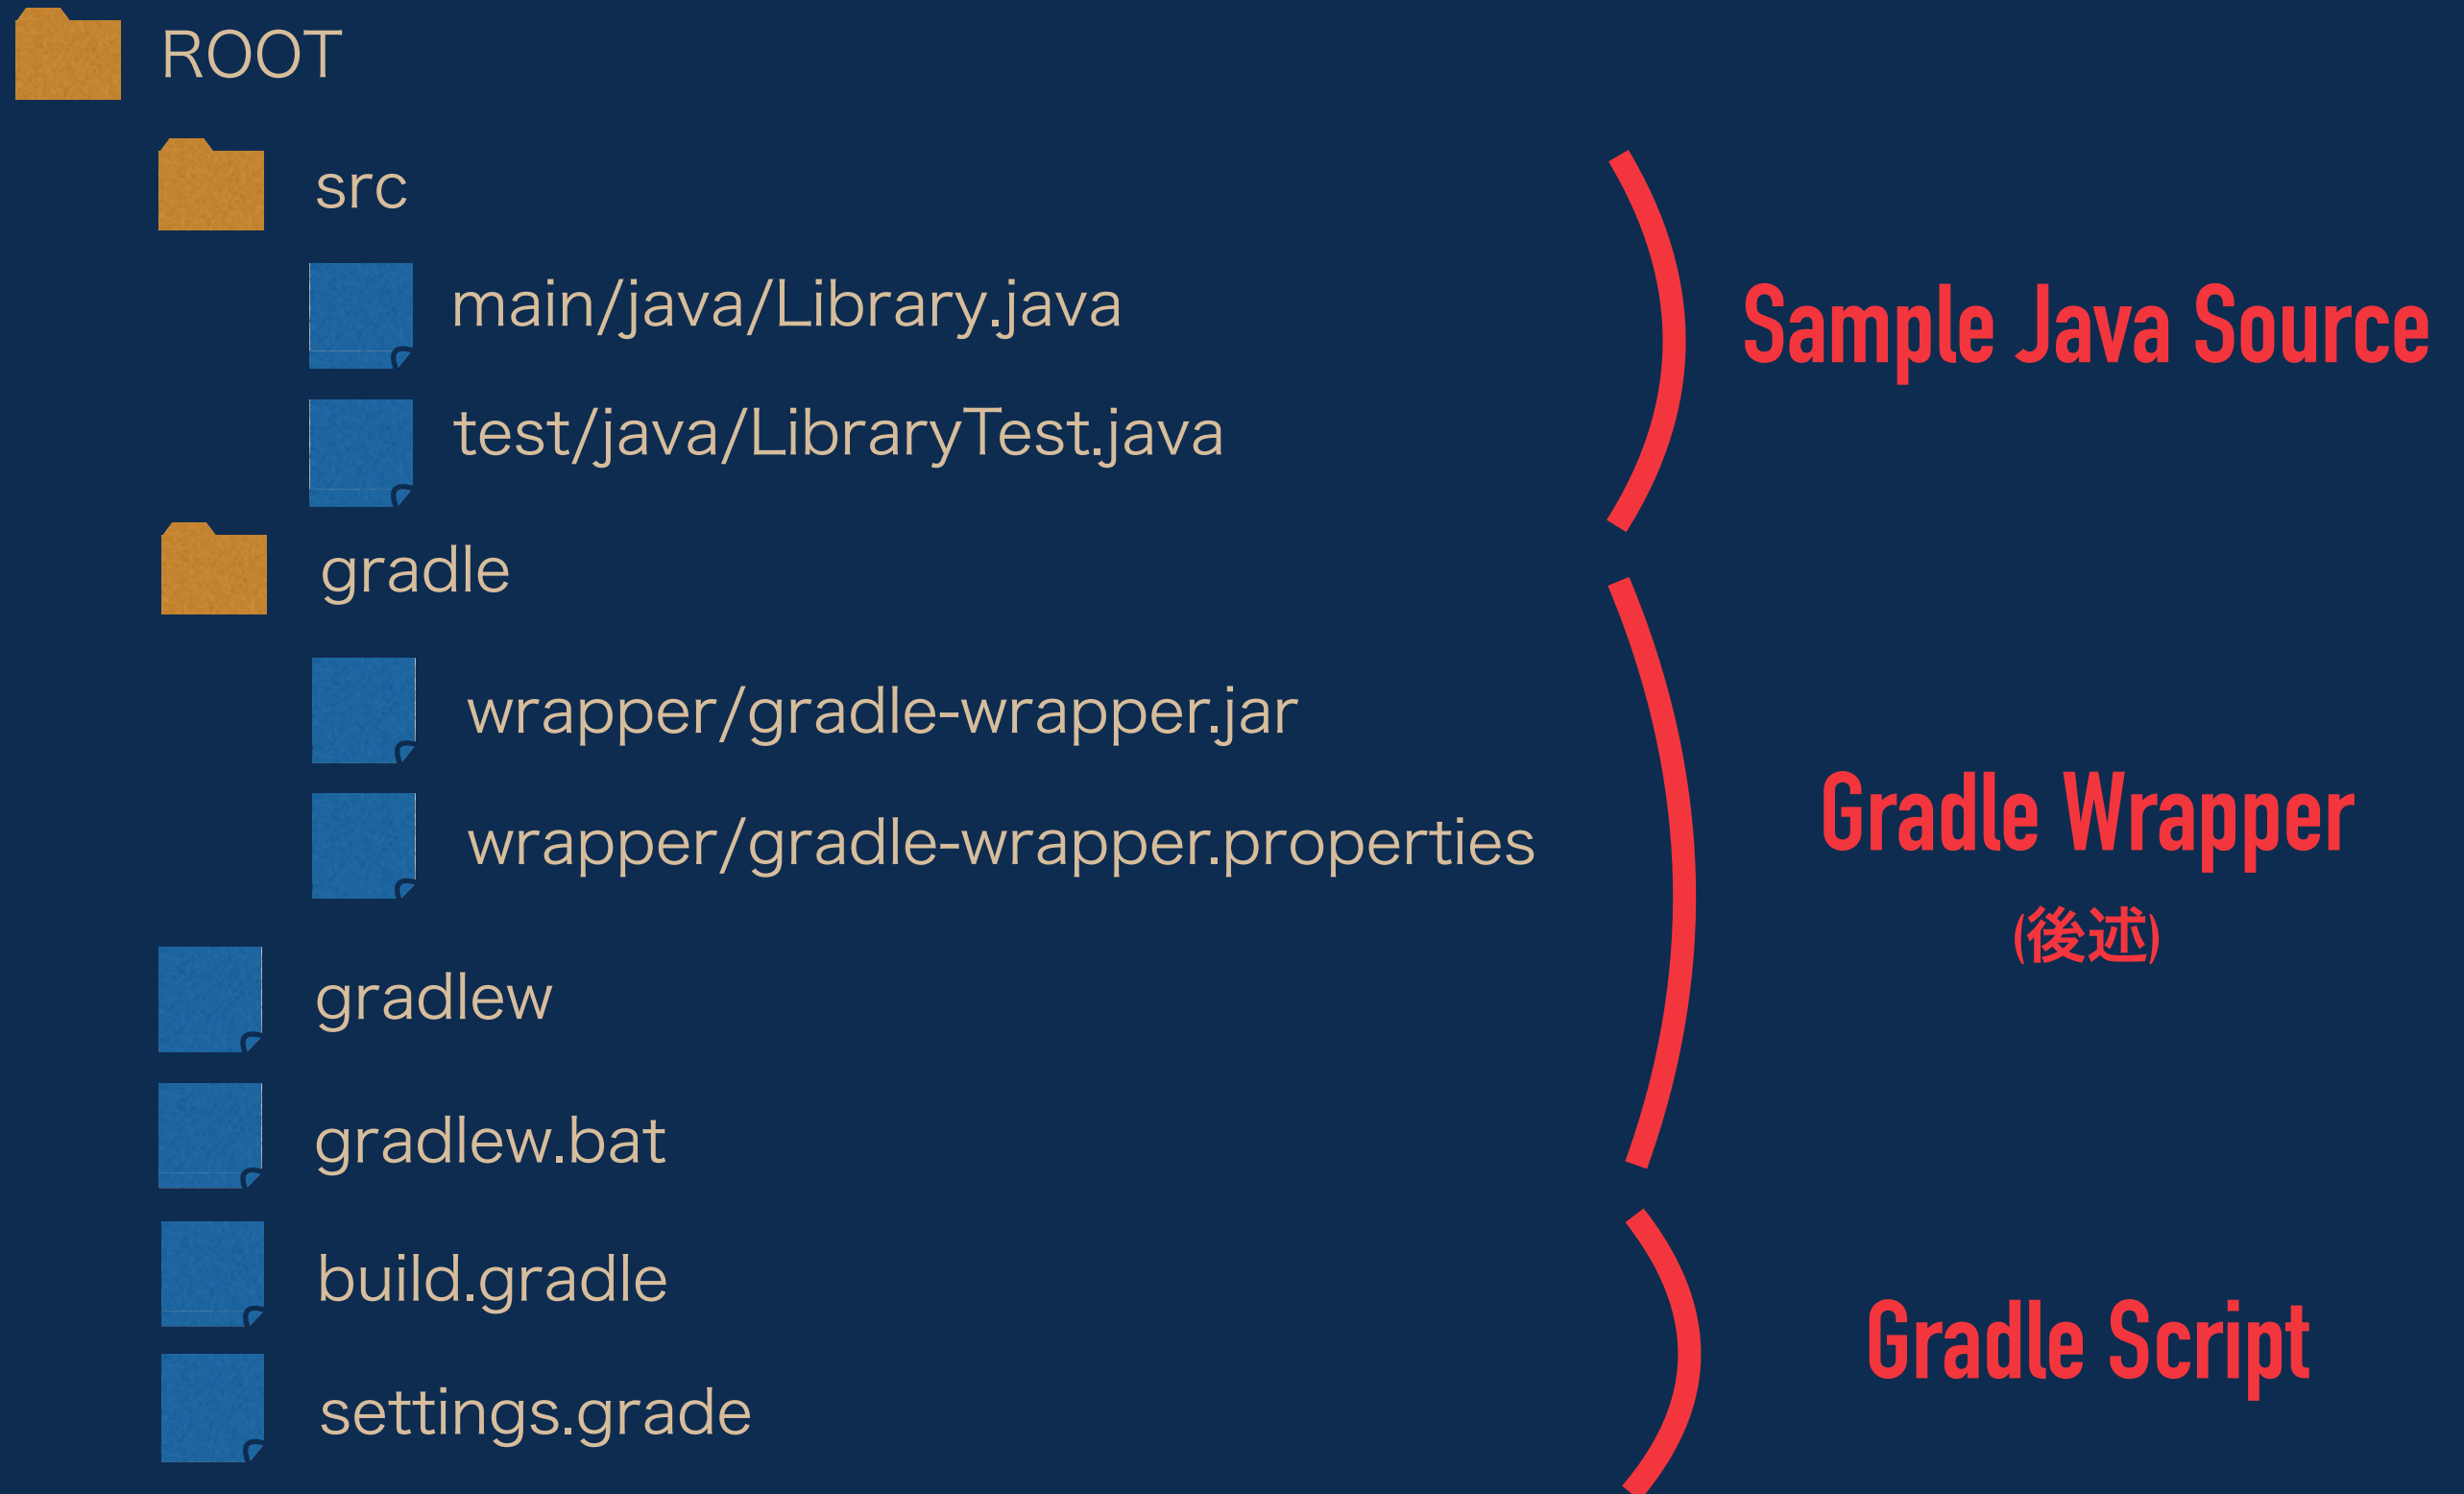 ROOT
src
main/java/Library.java
test/java/LibraryTest.java
Sample Java Source
gradle
wrapper/gradle-wrapper.jar
wrapper/gradle-wrapper.properties
gradlew
gradlew.bat
Gradle Wrapper
(後述)
build.gradle
settings.grade
Gradle Script